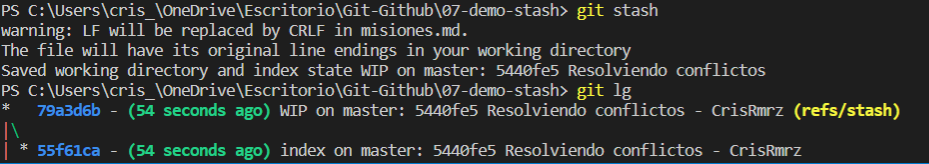 PS C:\Users\cris_\OneDrive\Escritorio\Git-Github\07-demo-stash> git stash
warning: LF will be replaced by CRLF in misiones.md.
The file will have its original line endings in your working directory
Saved working directory and index state WIP on master: 5440fe5 Resolviendo conflictos
PS C:\Users\cris_\OneDrive\Escritorio\Git-Github\07-demo-stash> git lg
*   79a3d6b - (54 seconds ago) WIP on master: 5440fe5 Resolviendo conflictos - CrisRmrz (refs/stash)
|\
| * 55f61ca - (54 seconds ago) index on master: 5440fe5 Resolviendo conflictos - CrisRmrz